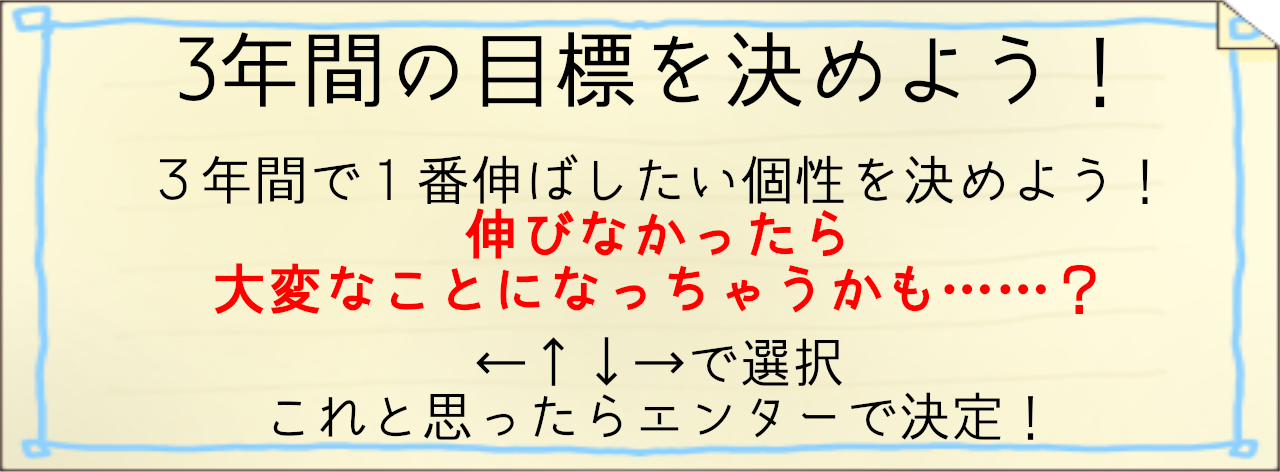 3年間の目標を決めよう！
３年間で１番伸ばしたい個性を決めよう！
伸びなかったら
大変なことになっちゃうかも……？
←↑↓→で選択
これと思ったらエンターで決定！